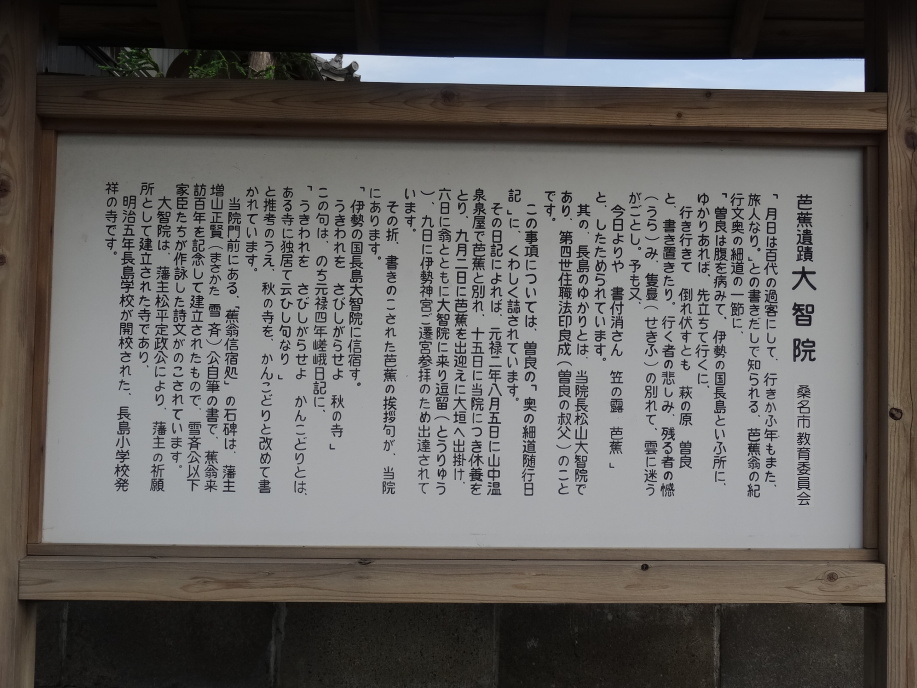 芭蕉遺蹟 大智院 桑名市教育委員会
「月日は百代の過客にして、行きかふ年もまた、
旅人なり。」との書きだしで知られる、芭蕉翁の紀
行文奥の細道の一節に、
「曽良は腹を病みて、伊勢の国長島といふ所に、
ゆかりあれば、先立ちて行くに、
行き行きて 倒れ伏すとも 萩の原 曽良
と、書き置きたり。行く者の悲しみ、残る者の憾
(うらう)み、隻鳧(せきふ)の別れて、雲に迷う
がごとし。予も又、
今日よりや 書付消さん 笠の露 芭蕉」
と、したためられています。
其の、長島のゆかりとは、当院長松山大智院で
あり、第四世住職法印良成(曽良の叔父)のこと
です。
この事項については、曽良の「奥の細道随行日
記」に、くわしく誌されています。
その日記によれば、元禄二年八月五日に山中温
泉泉屋で芭蕉と別れ、十五日に当院につき休養を
とり、九月二日に芭蕉を出迎えに大垣へ出掛け、
六日に翁とともに大智院に来り逗留(とうりゅう
)、九日に伊勢神宮ご遷宮参拝のため出達されて
います。
その折、書きのこされた芭蕉の挨拶句が、当院
にあります。
「伊勢の国長島大智院に信宿す。
うきわれを さびしがらせよ 秋の寺」
この句は、のち元禄四年嵯峨日記に、
「うきわれを さびしがらせよ かんこどりとは、
ある寺に独居て云ひし句なり 」
と推考のうえ、秋の寺を、かんこどりと改めて書
かれています。
当院門前にある、「蕉翁信宿処」の石碑は、藩主
増山正賢(まさかた・雪斉)公自筆の書で、蕉翁来
訪百年を記念して建立されたもので、雪斉公以下
家臣たちが作詠した詩文がのこされています。
大智院は、藩主松平定政公により、藩主の祈願
所として建立された寺であり、
明治五年長島学校が開校された、長島小学校発
祥の寺です。